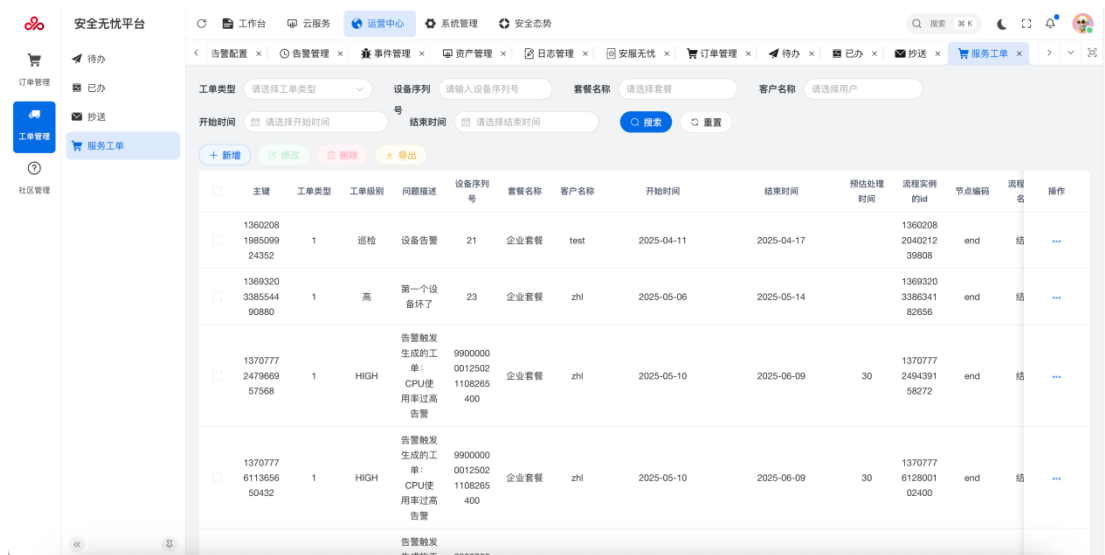 安全无忧平台
工作台 云服务 运营中心 系统管理 安全态势 搜索 ⌘ K
告警配置 × 告警管理 × 事件管理 × 资产管理 × 日志管理 × 安服无忧 × 订单管理 × 待办 × 已办 × 抄送 × 服务工单 ×
订单管理
工单管理
社区管理
待办
已办
抄送
服务工单
工单类型 请选择工单类型 设备序列号 请输入设备序列号 套餐名称 请选择套餐 客户名称 请选择用户
开始时间 请选择开始时间 结束时间 请选择结束时间 搜索 重置
+ 新增 修改 删除 导出
主键 工单类型 工单级别 问题描述 设备序列号 套餐名称 客户名称 开始时间 结束时间 预估处理时间 流程实例的id 节点编码 流程名 操作
1360208198509924352 1 巡检 设备告警 21 企业套餐 test 2025-04-11 2025-04-17 1360208204021239808 end 结 •••
1369320338554490880 1 高 第一个设备坏了 23 企业套餐 zhl 2025-05-06 2025-05-14 1369320338634182656 end 结 •••
1370777247966957568 1 HIGH 告警触发生成的工单：CPU使用率过高告警 990000000125021108265400 企业套餐 zhl 2025-05-10 2025-06-09 30 1370777249439158272 end 结 •••
1370777611365650432 1 HIGH 告警触发生成的工单：CPU使用率过高告警 990000000125021108265400 企业套餐 zhl 2025-05-10 2025-06-09 30 1370777612800102400 end 结 •••
告警触发